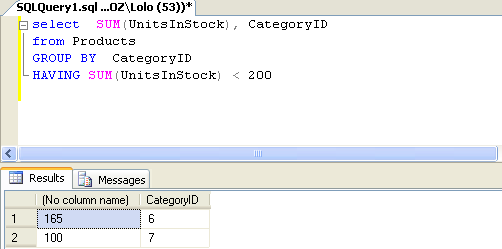 SQLQuery1.sql ...OZ\Lolo (53))*
select  SUM(UnitsInStock), CategoryID
from Products
GROUP BY  CategoryID
HAVING SUM(UnitsInStock) < 200
Results Messages
(No column name) CategoryID
1 165 6
2 100 7